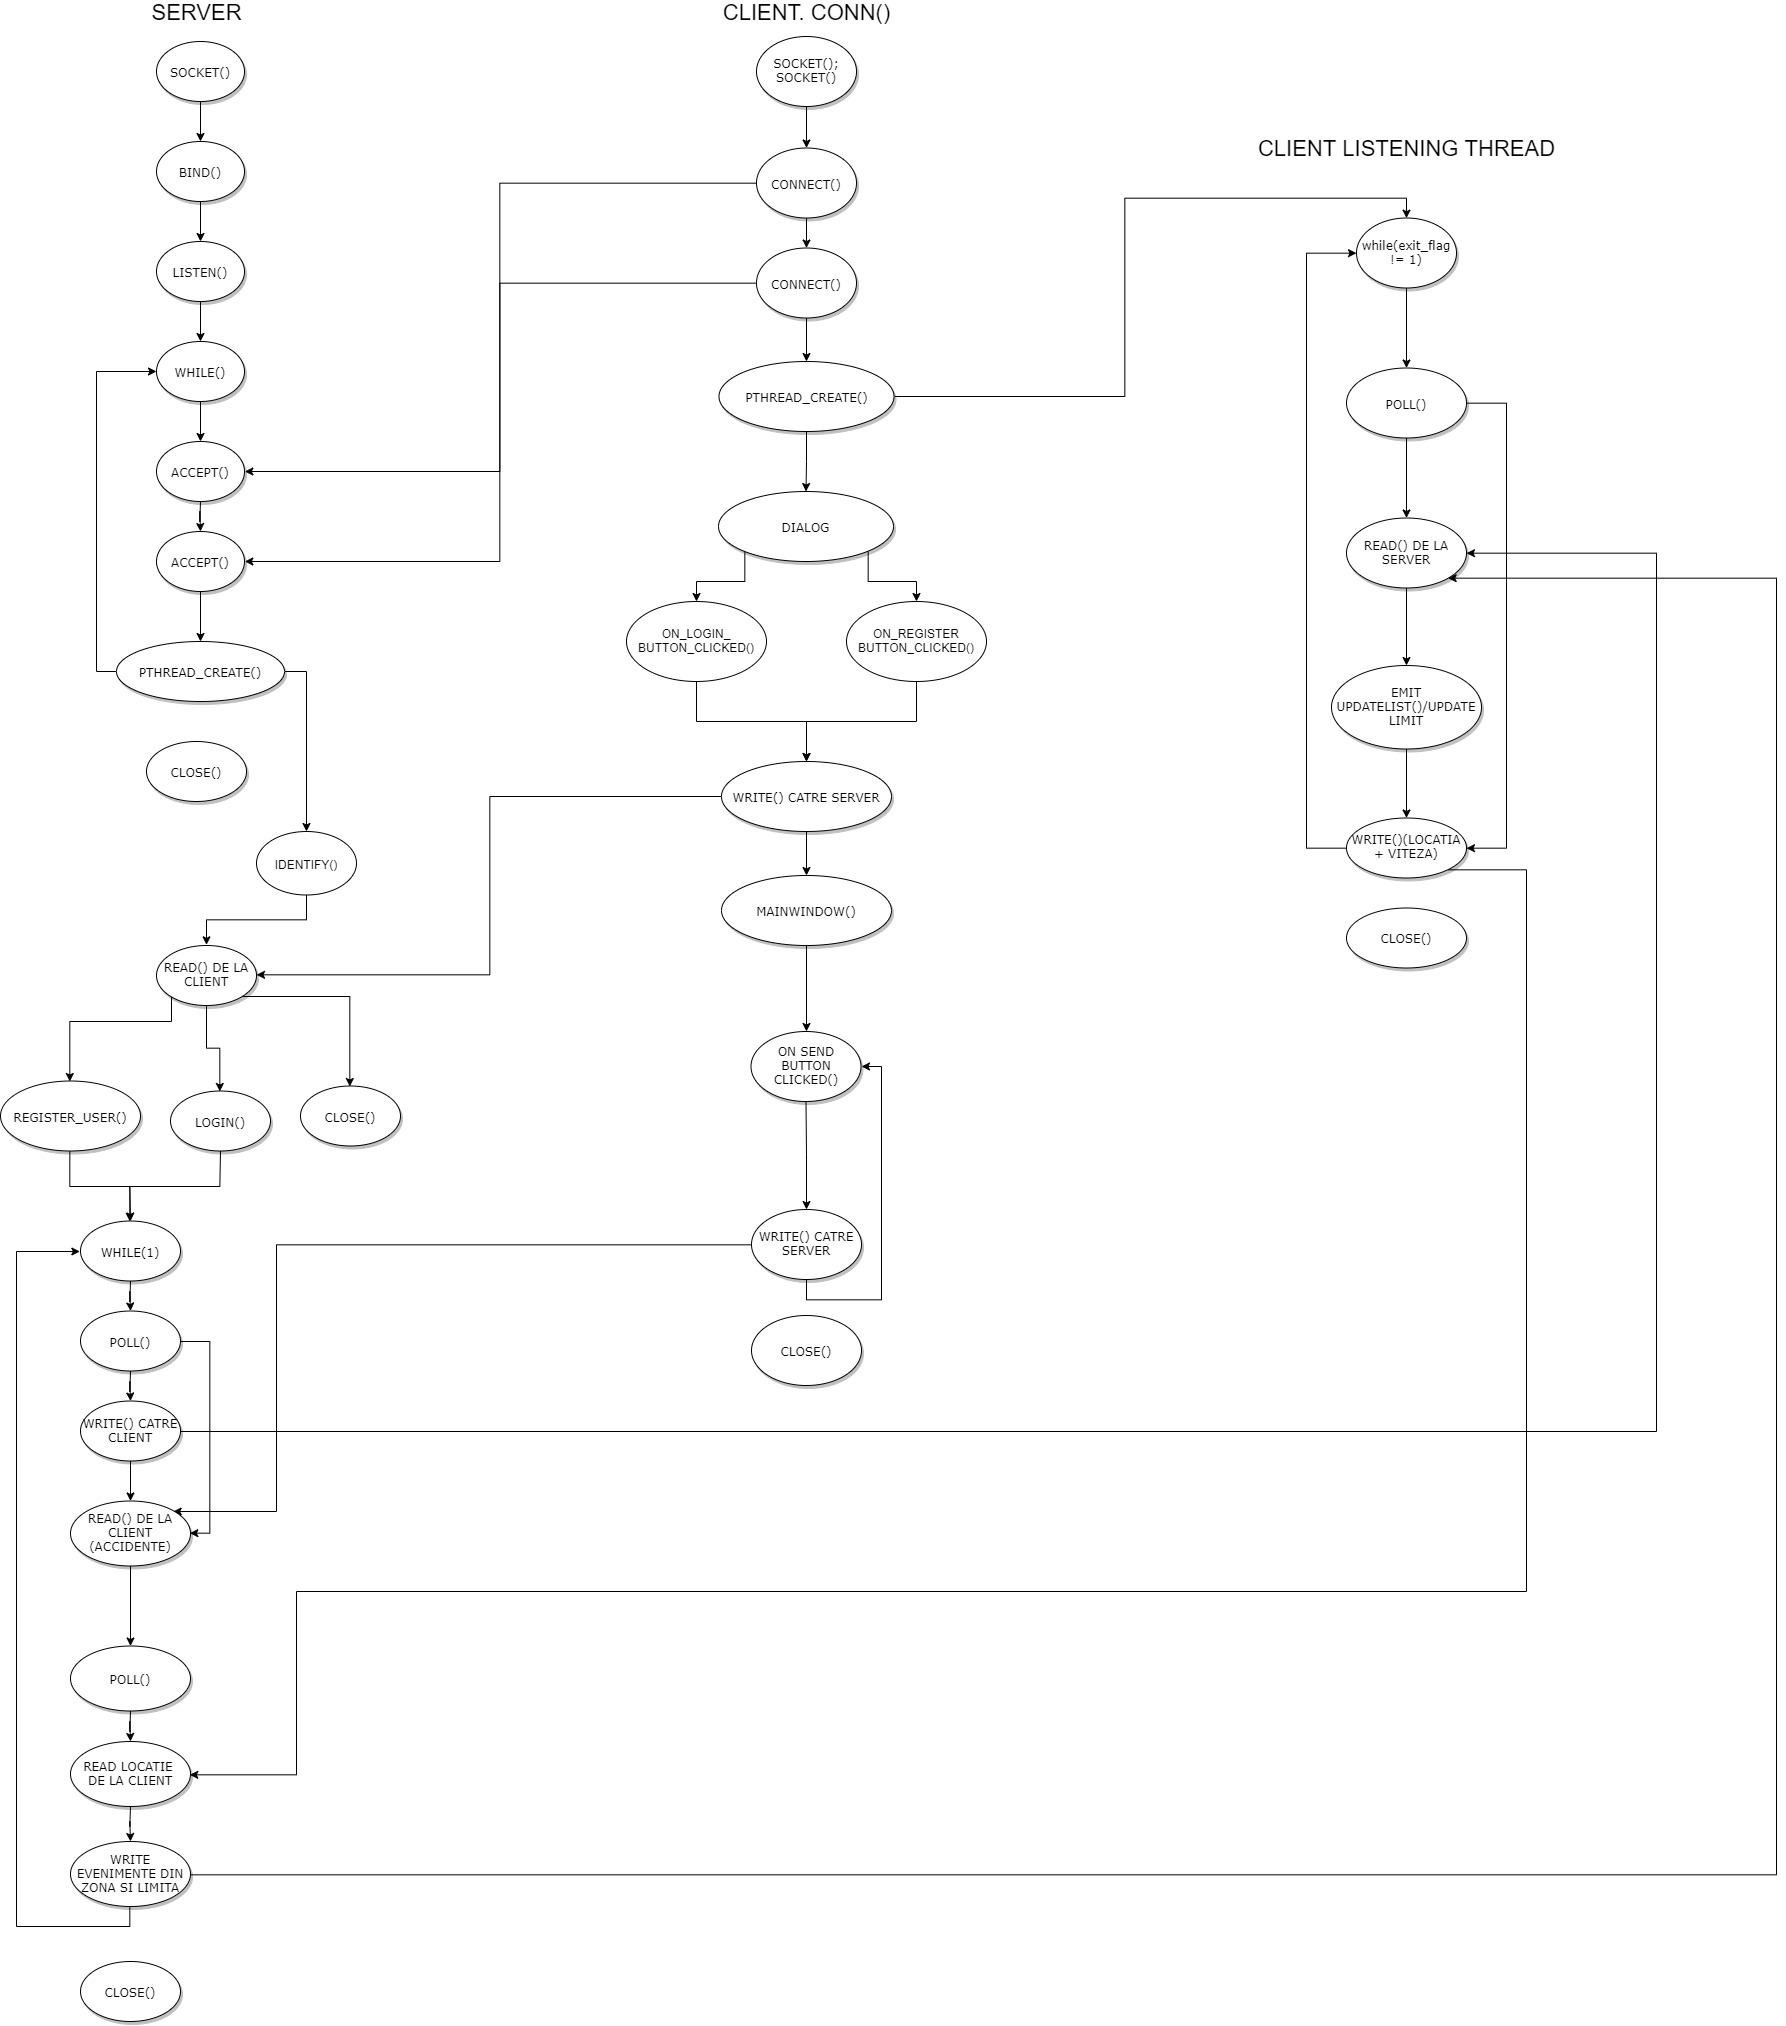 SERVER
SOCKET()
BIND()
LISTEN()
WHILE()
ACCEPT()
ACCEPT()
PTHREAD_CREATE()
CLOSE()
IDENTIFY()
READ() DE LA
CLIENT
REGISTER_USER()
LOGIN()
CLOSE()
WHILE(1)
POLL()
WRITE() CATRE
CLIENT
READ() DE LA
CLIENT
(ACCIDENTE)
POLL()
READ LOCATIE
DE LA CLIENT
WRITE
EVENIMENTE DIN
ZONA SI LIMITA
CLOSE()
CLIENT. CONN()
SOCKET();
SOCKET()
CONNECT()
CONNECT()
PTHREAD_CREATE()
DIALOG
ON_LOGIN_
BUTTON_CLICKED()
ON_REGISTER
BUTTON_CLICKED()
WRITE() CATRE SERVER
MAINWINDOW()
ON SEND
BUTTON
CLICKED()
WRITE() CATRE
SERVER
CLOSE()
CLIENT LISTENING THREAD
while(exit_flag
!= 1)
POLL()
READ() DE LA
SERVER
EMIT
UPDATELIST()/UPDATE
LIMIT
WRITE()(LOCATIA
+ VITEZA)
CLOSE()